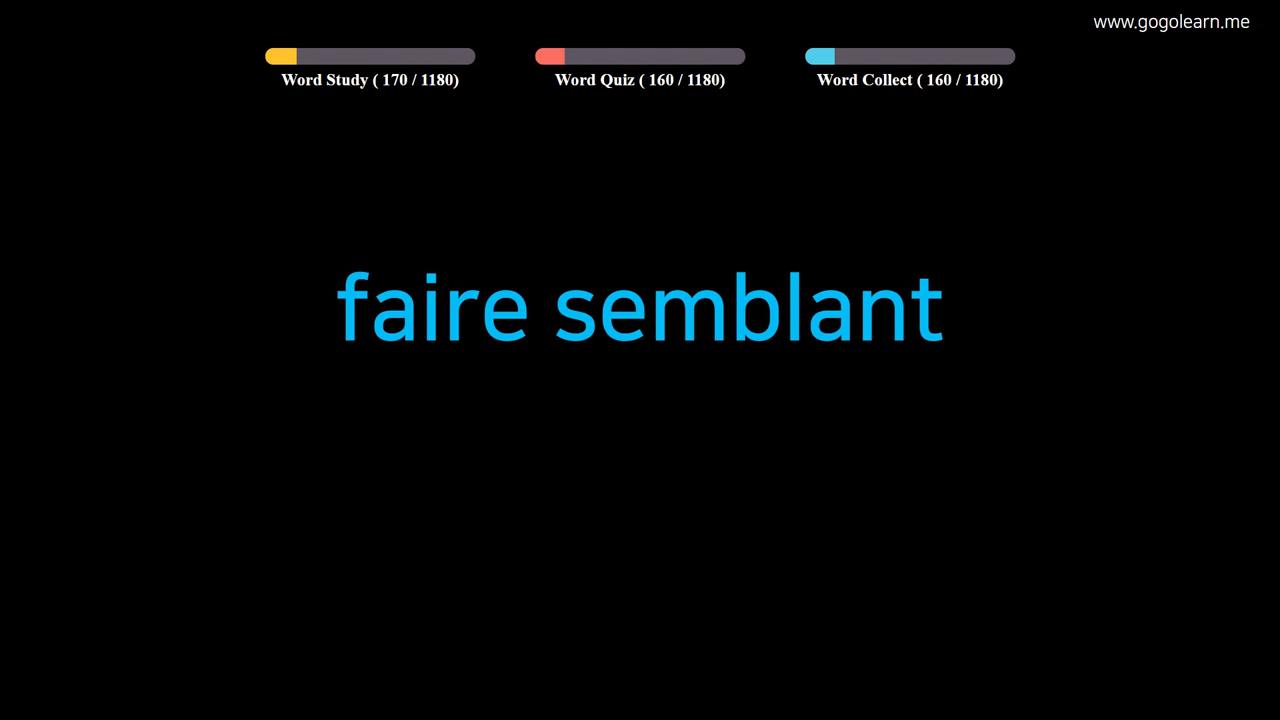 www.gogolearn.me
Word Study ( 170 / 1180)
Word Quiz ( 160 / 1180)
Word Collect ( 160 / 1180)
faire semblant